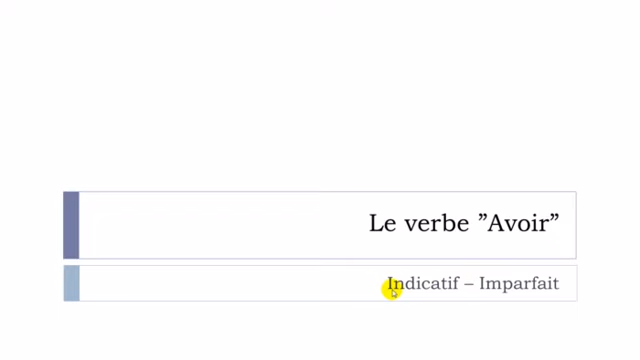 Le verbe ”Avoir”
Indicatif – Imparfait